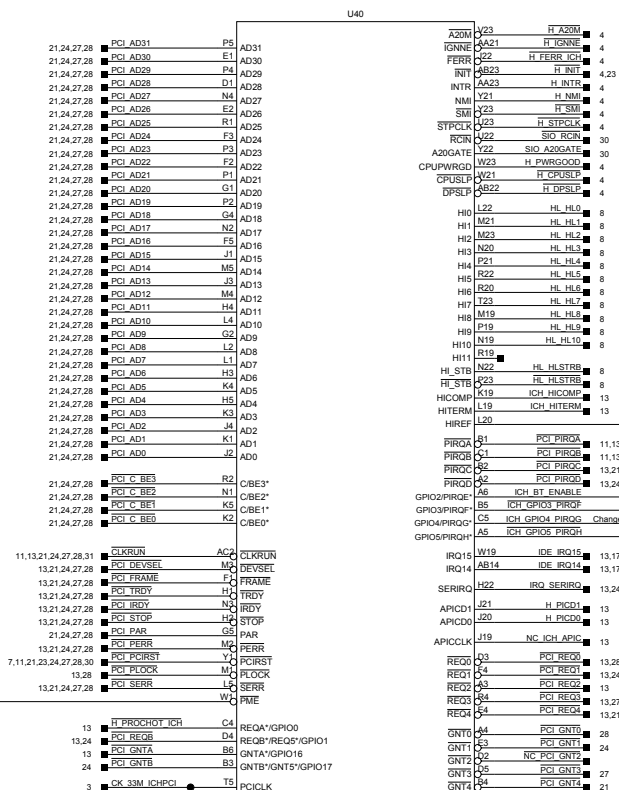 U40
21,24,27,28 PCI_AD31 P5 AD31
21,24,27,28 PCI_AD30 E1 AD30
21,24,27,28 PCI_AD29 P4 AD29
21,24,27,28 PCI_AD28 D1 AD28
21,24,27,28 PCI_AD27 N4 AD27
21,24,27,28 PCI_AD26 E2 AD26
21,24,27,28 PCI_AD25 R1 AD25
21,24,27,28 PCI_AD24 F3 AD24
21,24,27,28 PCI_AD23 P3 AD23
21,24,27,28 PCI_AD22 F2 AD22
21,24,27,28 PCI_AD21 P1 AD21
21,24,27,28 PCI_AD20 G1 AD20
21,24,27,28 PCI_AD19 P2 AD19
21,24,27,28 PCI_AD18 G4 AD18
21,24,27,28 PCI_AD17 N2 AD17
21,24,27,28 PCI_AD16 F5 AD16
21,24,27,28 PCI_AD15 J1 AD15
21,24,27,28 PCI_AD14 M5 AD14
21,24,27,28 PCI_AD13 J3 AD13
21,24,27,28 PCI_AD12 M4 AD12
21,24,27,28 PCI_AD11 H4 AD11
21,24,27,28 PCI_AD10 L4 AD10
21,24,27,28 PCI_AD9 G2 AD9
21,24,27,28 PCI_AD8 L2 AD8
21,24,27,28 PCI_AD7 L1 AD7
21,24,27,28 PCI_AD6 H3 AD6
21,24,27,28 PCI_AD5 K4 AD5
21,24,27,28 PCI_AD4 H5 AD4
21,24,27,28 PCI_AD3 K3 AD3
21,24,27,28 PCI_AD2 J4 AD2
21,24,27,28 PCI_AD1 K1 AD1
21,24,27,28 PCI_AD0 J2 AD0
21,24,27,28 PCI_C_BE3 R2 C/BE3*
21,24,27,28 PCI_C_BE2 N1 C/BE2*
21,24,27,28 PCI_C_BE1 K5 C/BE1*
21,24,27,28 PCI_C_BE0 K2 C/BE0*
11,13,21,24,27,28,31 CLKRUN AC2 CLKRUN
13,21,24,27,28 PCI_DEVSEL M3 DEVSEL
13,21,24,27,28 PCI_FRAME F1 FRAME
13,21,24,27,28 PCI_TRDY H1 TRDY
13,21,24,27,28 PCI_IRDY N3 IRDY
13,21,24,27,28 PCI_STOP H2 STOP
21,24,27,28 PCI_PAR G5 PAR
13,21,24,27,28 PCI_PERR M2 PERR
7,11,21,23,24,27,28,30 PCI_PCIRST Y1 PCIRST
13,28 PCI_PLOCK M1 PLOCK
13,21,24,27,28 PCI_SERR L5 SERR
W1 PME
13 H_PROCHOT_ICH C4 REQA*/GPIO0
13,24 PCI_REQB D4 REQB*/REQ5*/GPIO1
13 PCI_GNTA B6 GNTA*/GPIO16
24 PCI_GNTB B3 GNTB*/GNT5*/GPIO17
3 CK_33M_ICHPCI T5 PCICLK
A20M V23 H_A20M 4
IGNNE AA21 H_IGNNE 4
FERR J22 H_FERR_ICH 4
INIT AB23 H_INIT 4,23
INTR AA23 H_INTR 4
NMI Y21 H_NMI 4
SMI Y23 H_SMI 4
STPCLK U23 H_STPCLK 4
RCIN U22 SIO_RCIN 30
A20GATE Y22 SIO_A20GATE 30
CPUPWRGD W23 H_PWRGOOD 4
CPUSLP W21 H_CPUSLP 4
DPSLP AB22 H_DPSLP 4
HI0 L22 HL_HL0 8
HI1 M21 HL_HL1 8
HI2 M23 HL_HL2 8
HI3 N20 HL_HL3 8
HI4 P21 HL_HL4 8
HI5 R22 HL_HL5 8
HI6 R20 HL_HL6 8
HI7 T23 HL_HL7 8
HI8 M19 HL_HL8 8
HI9 P19 HL_HL9 8
HI10 N19 HL_HL10 8
HI11 R19
HI_STB N22 HL_HLSTRB 8
HI_STB P23 HL_HLSTRB 8
HICOMP K19 ICH_HICOMP 13
HITERM L19 ICH_HITERM 13
HIREF L20
PIRQA B1 PCI_PIRQA 11,13
PIRQB C1 PCI_PIRQB 11,13
PIRQC B2 PCI_PIRQC 13,21
PIRQD A2 PCI_PIRQD 13,24
GPIO2/PIRQE* A6 ICH_BT_ENABLE
GPIO3/PIRQF* B5 ICH_GPIO3_PIRQF
GPIO4/PIRQG* C5 ICH_GPIO4_PIRQG Change
GPIO5/PIRQH* A5 ICH_GPIO5_PIRQH
IRQ15 W19 IDE_IRQ15 13,17
IRQ14 AB14 IDE_IRQ14 13,17
SERIRQ H22 IRQ_SERIRQ 13,24
APICD1 J21 H_PICD1 13
APICD0 J20 H_PICD0 13
APICCLK J19 NC_ICH_APIC 13
REQ0 D3 PCI_REQ0 13,28
REQ1 F4 PCI_REQ1 13,24
REQ2 A3 PCI_REQ2 13
REQ3 R4 PCI_REQ3 13,27
REQ4 E4 PCI_REQ4 13,21
GNT0 A4 PCI_GNT0 28
GNT1 E3 PCI_GNT1 24
GNT2 D2 NC_PCI_GNT2
GNT3 D5 PCI_GNT3 27
GNT4 B4 PCI_GNT4 21